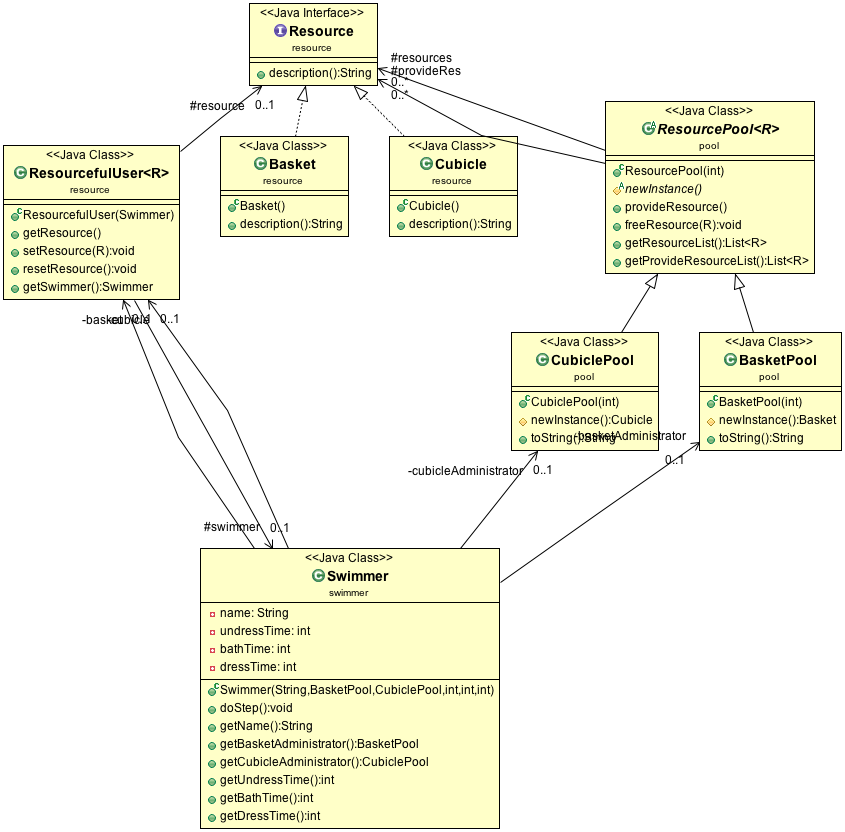 <<Java Interface>>
Resource
resource
description():String
#resources
#provideRes
0..*
0..*
#resource
0..1
<<Java Class>>
ResourcefulUser<R>
resource
ResourcefulUser(Swimmer)
getResource()
setResource(R):void
resetResource():void
getSwimmer():Swimmer
<<Java Class>>
Basket
resource
Basket()
description():String
<<Java Class>>
Cubicle
resource
Cubicle()
description():String
<<Java Class>>
ResourcePool<R>
pool
ResourcePool(int)
newInstance()
provideResource()
freeResource(R):void
getResourceList():List<R>
getProvideResourceList():List<R>
-basket
-cubicle
0..1
0..1
<<Java Class>>
CubiclePool
pool
CubiclePool(int)
newInstance():Cubicle
toString():String
<<Java Class>>
BasketPool
pool
BasketPool(int)
newInstance():Basket
toString():String
-basketAdministrator
0..1
-cubicleAdministrator
0..1
#swimmer
0..1
<<Java Class>>
Swimmer
swimmer
name: String
undressTime: int
bathTime: int
dressTime: int
Swimmer(String,BasketPool,CubiclePool,int,int,int)
doStep():void
getName():String
getBasketAdministrator():BasketPool
getCubicleAdministrator():CubiclePool
getUndressTime():int
getBathTime():int
getDressTime():int